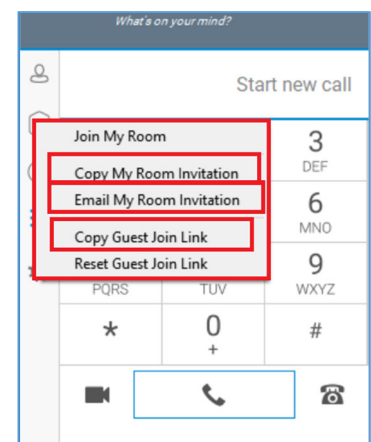 What's on your mind?
Start new call
Join My Room
Copy My Room Invitation
Email My Room Invitation
Copy Guest Join Link
Reset Guest Join Link
3
DEF
6
MNO
9
PQRS TUV WXYZ
* 0 #
+